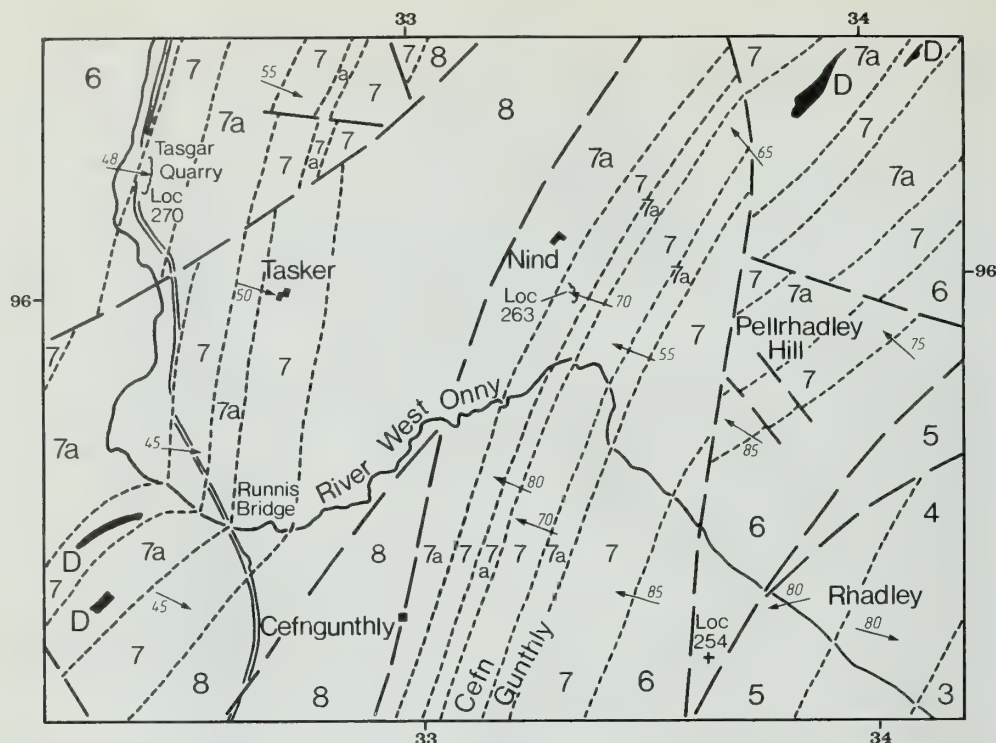 33
34
6
7
55
7
a
7
8
8
7
7a
D
D
7a
7
7
a
7
7
48
Tasgar
Quarry
Loc
270
65
7a
7
7a
7a
7
Nind
7a
7
Tasker
96
50
Loc
263
70
7
7a
6
96
Pellrhadley
Hill
75
7
7
7
7
55
7
85
5
7a
7a
45
River West Onny
Runnis
Bridge
80
70
6
4
D
7a
8
7a
7
a
7
7
7a
7
7
D
45
85
80
Rhadley
80
Cefngunthly
Loc
254
7
8
8
Cefn
Gunthly
7
6
5
3
33
34